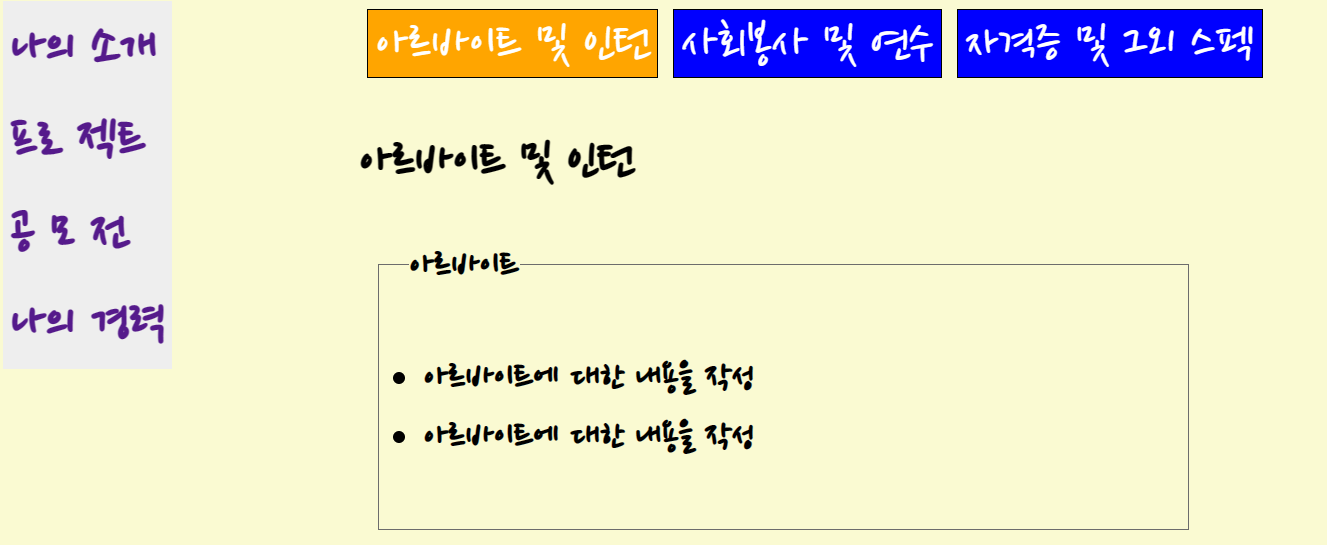 나의 소개
프로 젝트
공 모 전
나의 경력
아르바이트 및 인턴
사회봉사 및 연수
자격증 및 그외 스펙
아르바이트 및 인턴
아르바이트
아르바이트에 대한 내용을 작성
아르바이트에 대한 내용을 작성